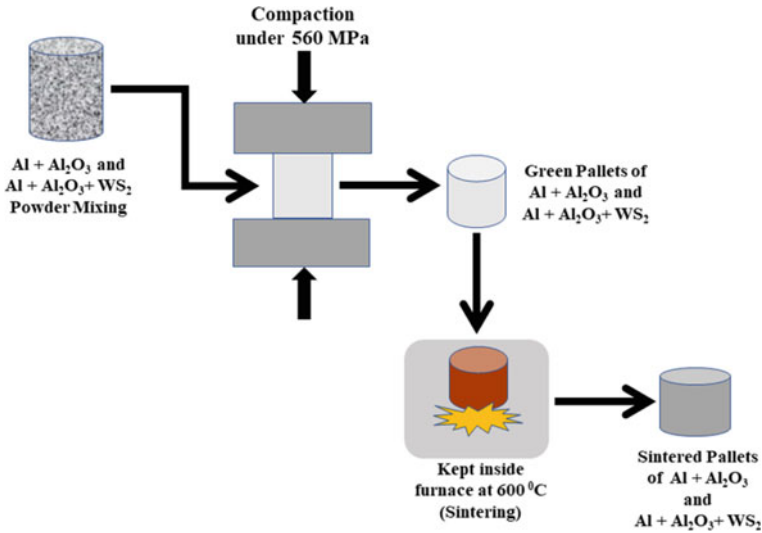 Compaction
under 560 MPa
Al + Al₂O₃ and
Al + Al₂O₃+ WS₂
Powder Mixing
Green Pallets of
Al + Al₂O₃ and
Al + Al₂O₃+ WS₂
Kept inside
furnace at 600 ⁰C
(Sintering)
Sintered Pallets
of Al + Al₂O₃
and
Al + Al₂O₃+ WS₂